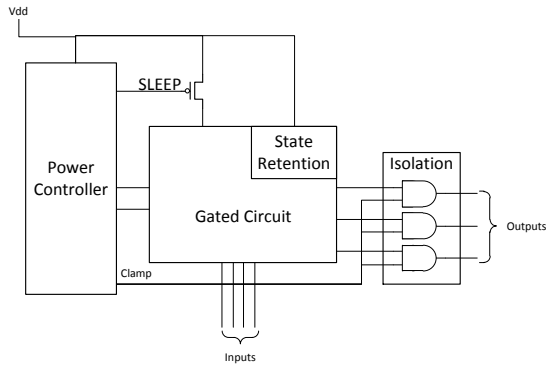 Vdd
SLEEP
State
Retention
Isolation
Power
Controller
Gated Circuit
Outputs
Clamp
Inputs